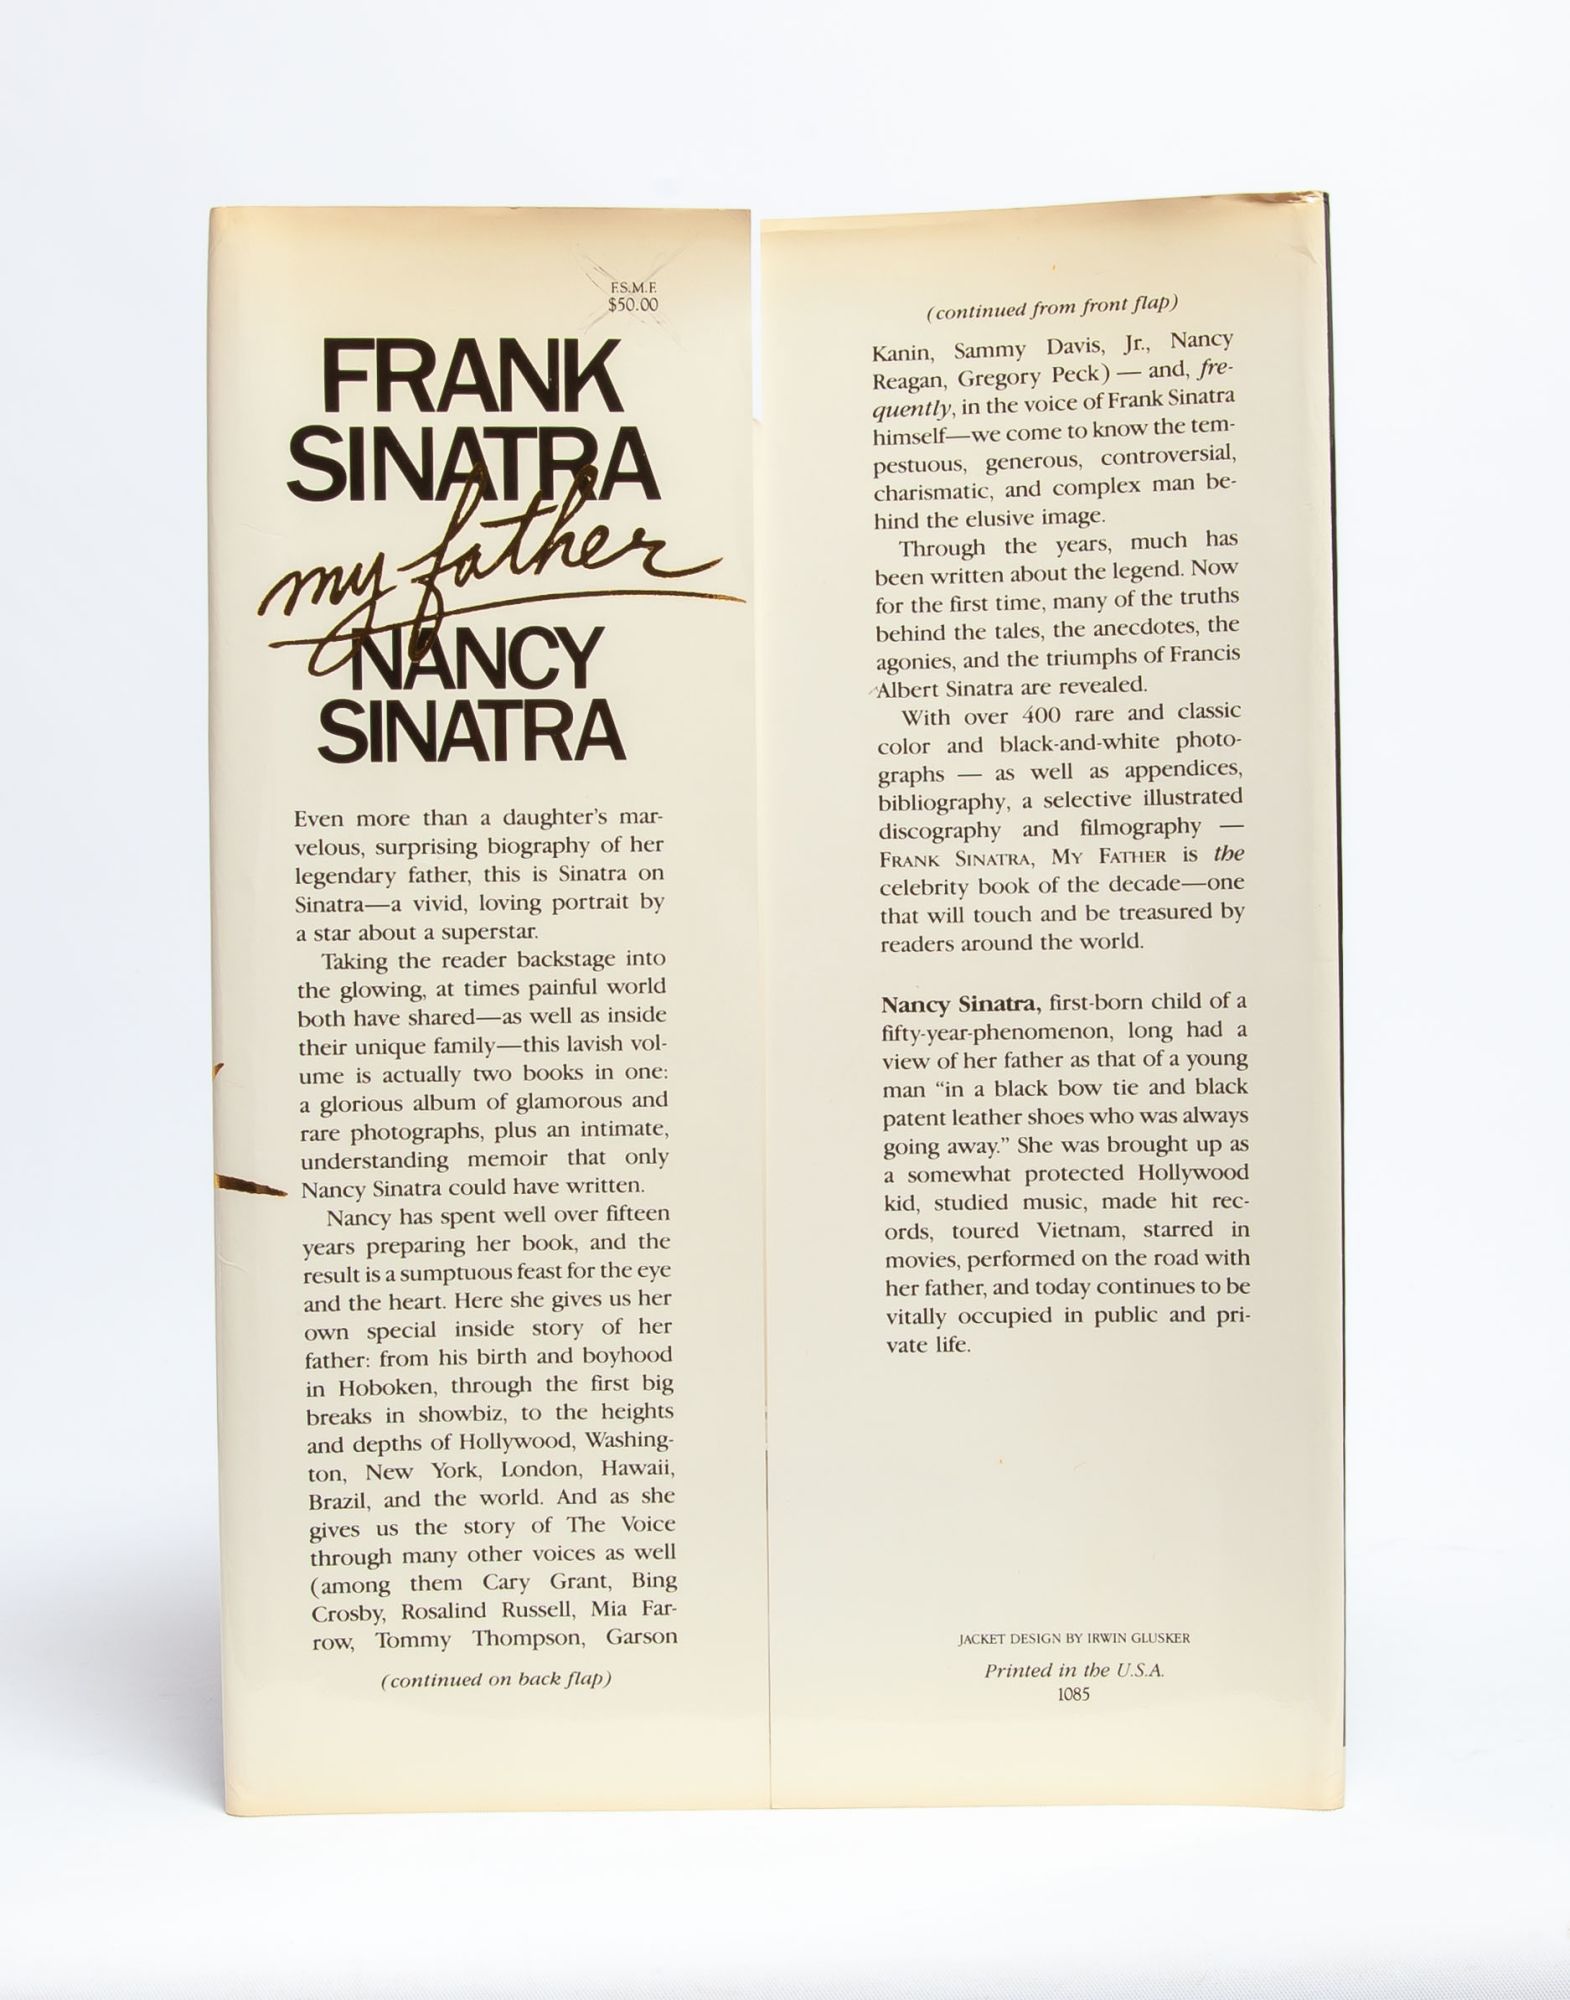 F.S.M.F.
$50.00
FRANK
SINATRA
my father
NANCY
SINATRA
Even more than a daughter's mar-
velous, surprising biography of her
legendary father, this is Sinatra on
Sinatra—a vivid, loving portrait by
a star about a superstar.
Taking the reader backstage into
the glowing, at times painful world
both have shared—as well as inside
their unique family—this lavish vol-
ume is actually two books in one:
a glorious album of glamorous and
rare photographs, plus an intimate,
understanding memoir that only
Nancy Sinatra could have written.
Nancy has spent well over fifteen
years preparing her book, and the
result is a sumptuous feast for the eye
and the heart. Here she gives us her
own special inside story of her
father: from his birth and boyhood
in Hoboken, through the first big
breaks in showbiz, to the heights
and depths of Hollywood, Washing-
ton, New York, London, Hawaii,
Brazil, and the world. And as she
gives us the story of The Voice
through many other voices as well
(among them Cary Grant, Bing
Crosby, Rosalind Russell, Mia Far-
row, Tommy Thompson, Garson
(continued on back flap)
(continued from front flap)
Kanin, Sammy Davis, Jr., Nancy
Reagan, Gregory Peck) — and, fre-
quently, in the voice of Frank Sinatra
himself—we come to know the tem-
pestuous, generous, controversial,
charismatic, and complex man be-
hind the elusive image.
Through the years, much has
been written about the legend. Now
for the first time, many of the truths
behind the tales, the anecdotes, the
agonies, and the triumphs of Francis
Albert Sinatra are revealed.
With over 400 rare and classic
color and black-and-white photo-
graphs — as well as appendices,
bibliography, a selective illustrated
discography and filmography —
FRANK SINATRA, MY FATHER is the
celebrity book of the decade—one
that will touch and be treasured by
readers around the world.
Nancy Sinatra, first-born child of a
fifty-year-phenomenon, long had a
view of her father as that of a young
man “in a black bow tie and black
patent leather shoes who was always
going away.” She was brought up as
a somewhat protected Hollywood
kid, studied music, made hit rec-
ords, toured Vietnam, starred in
movies, performed on the road with
her father, and today continues to be
vitally occupied in public and pri-
vate life.
JACKET DESIGN BY IRWIN GLUSKER
Printed in the U.S.A.
1085